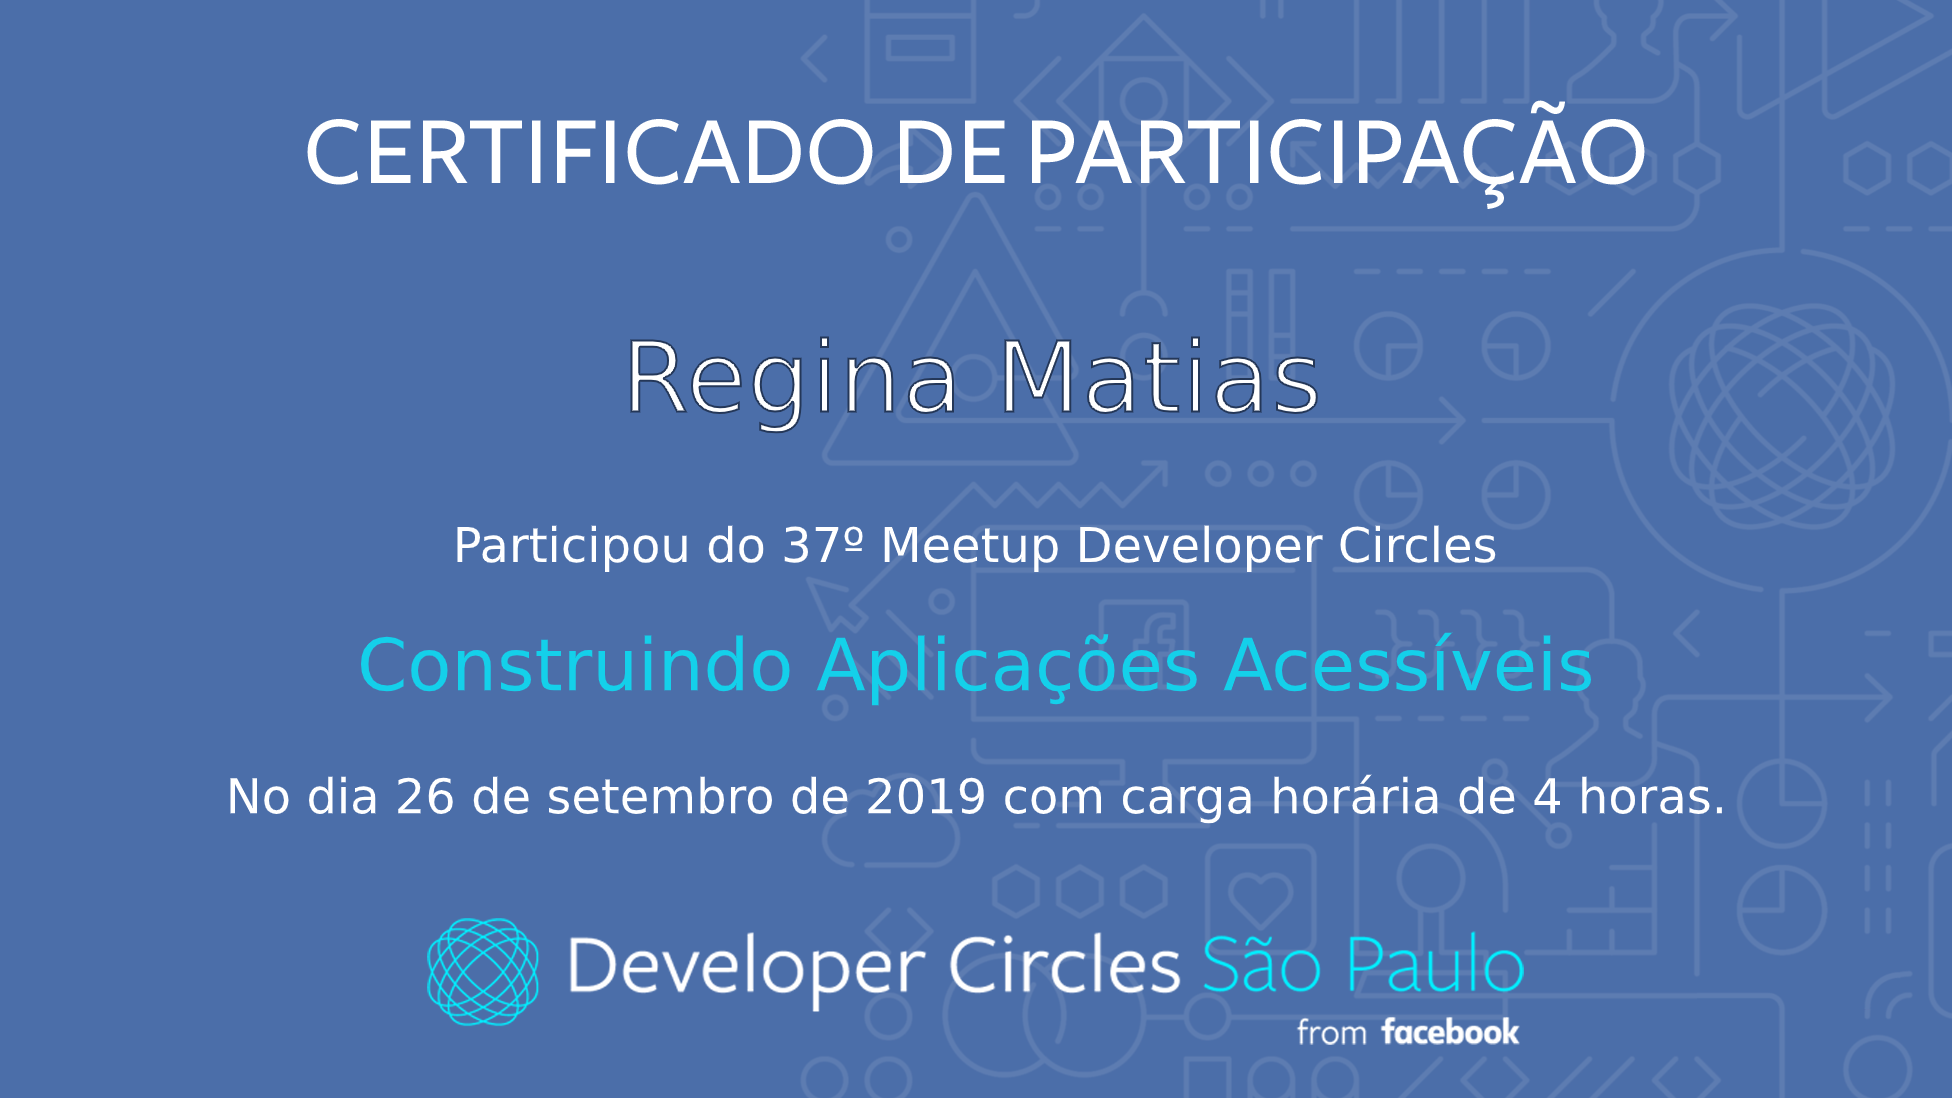 CERTIFICADO DE PARTICIPAÇÃO
Regina Matias
Participou do 37º Meetup Developer Circles
Construindo Aplicações Acessíveis
No dia 26 de setembro de 2019 com carga horária de 4 horas.
Developer Circles São Paulo
from facebook